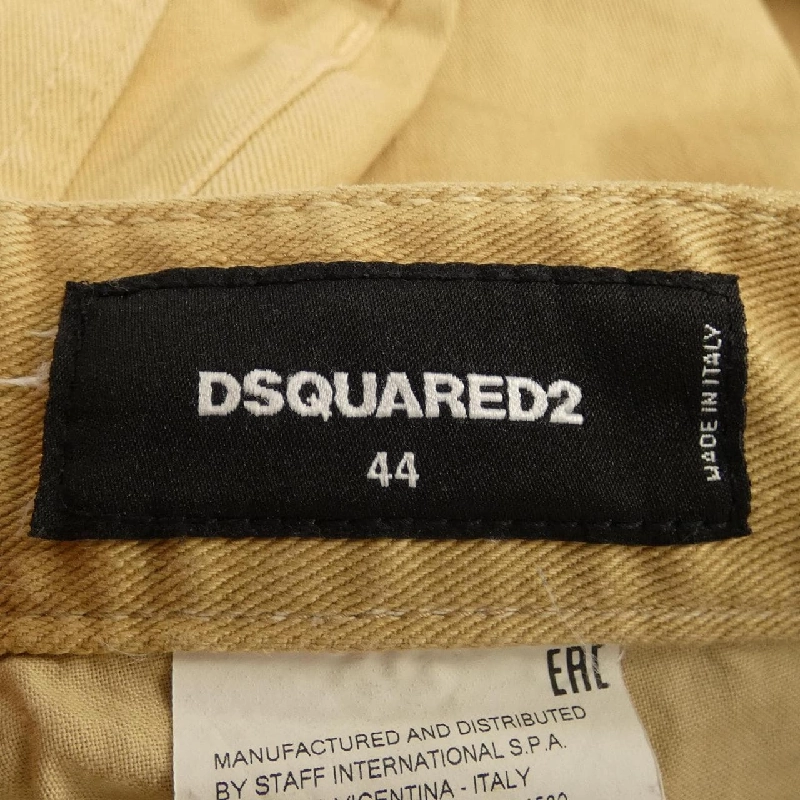 DSQUARED2
44
MADE IN ITALY
EAC
MANUFACTURED AND DISTRIBUTED
BY STAFF INTERNATIONAL S.P.A.
VICENTINA - ITALY